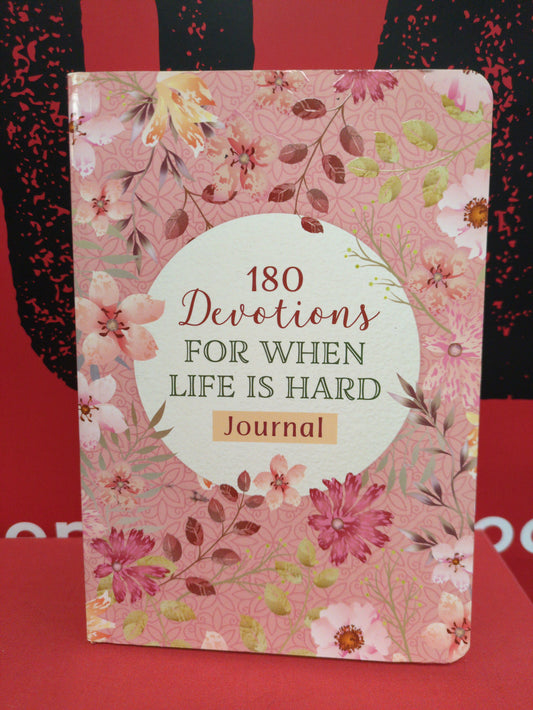 180
Devotions
FOR WHEN
LIFE IS HARD
Journal